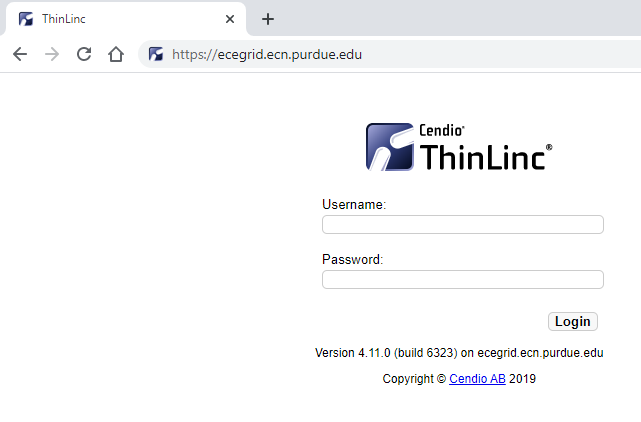 ThinLinc
https://ecegrid.ecn.purdue.edu
Cendio®
ThinLinc®
Username:
Password:
Login
Version 4.11.0 (build 6323) on ecegrid.ecn.purdue.edu
Copyright © Cendio AB 2019